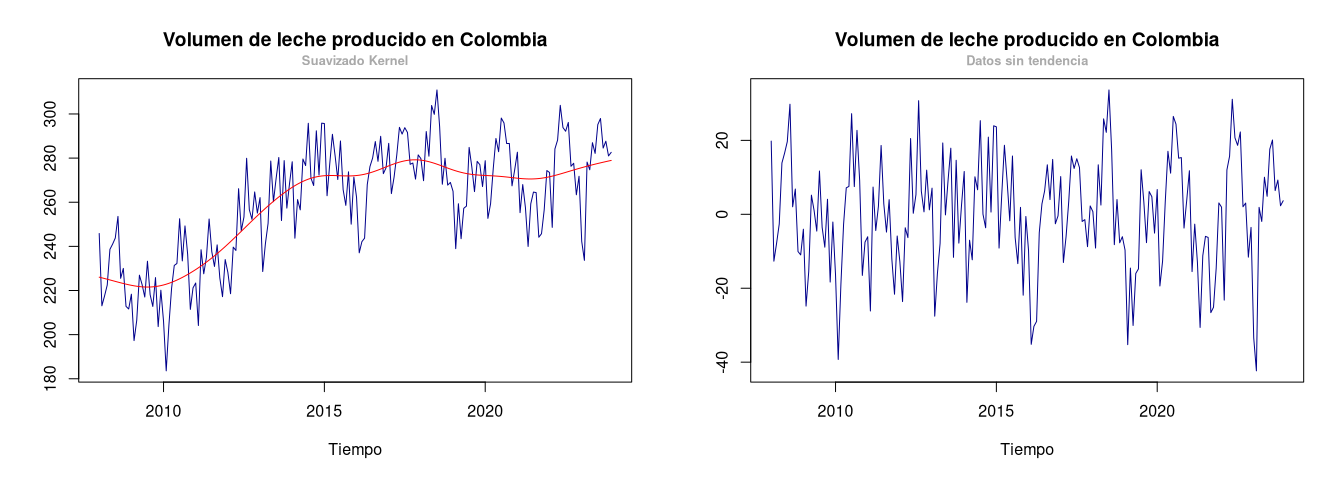 Volumen de leche producido en Colombia
Suavizado Kernel
300
280
260
240
220
200
180
2010 2015 2020
Tiempo
Volumen de leche producido en Colombia
Datos sin tendencia
20
0
-20
-40
2010 2015 2020
Tiempo